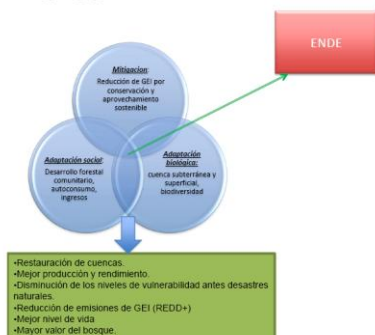 ENDE
Mitigacion:
Reducción de GEI por
conservación y
aprovechamiento
sostenible
Adaptación social:
Desarrollo forestal
comunitario,
autoconsumo,
ingresos
Adaptación
biológica:
cuenca subterránea y
superficial,
biodiversidad
•Restauración de cuencas.
•Mejor producción y rendimiento.
•Disminución de los niveles de vulnerabilidad antes desastres
naturales.
•Reducción de emisiones de GEI (REDD+)
•Mejor nivel de vida
•Mayor valor del bosque.